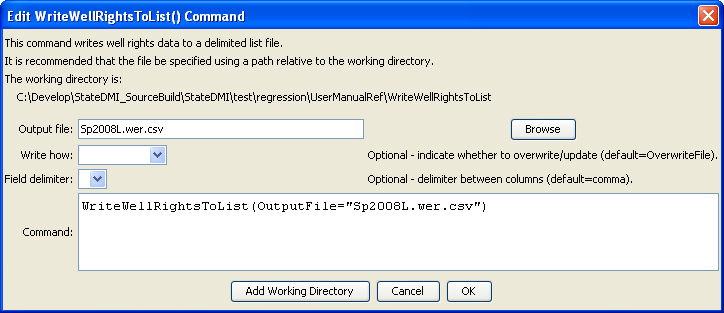 Edit WriteWellRightsToList() Command
This command writes well rights data to a delimited list file.
It is recommended that the file be specified using a path relative to the working directory.
The working directory is:
C:\Develop\StateDMI_SourceBuild\StateDMI\test\regression\UserManualRef\WriteWellRightsToList
Output file: Sp2008L.wer.csv Browse
Write how: Optional - indicate whether to overwrite/update (default=OverwriteFile).
Field delimiter: Optional - delimiter between columns (default=comma).
Command: WriteWellRightsToList(OutputFile="Sp2008L.wer.csv")
Add Working Directory Cancel OK